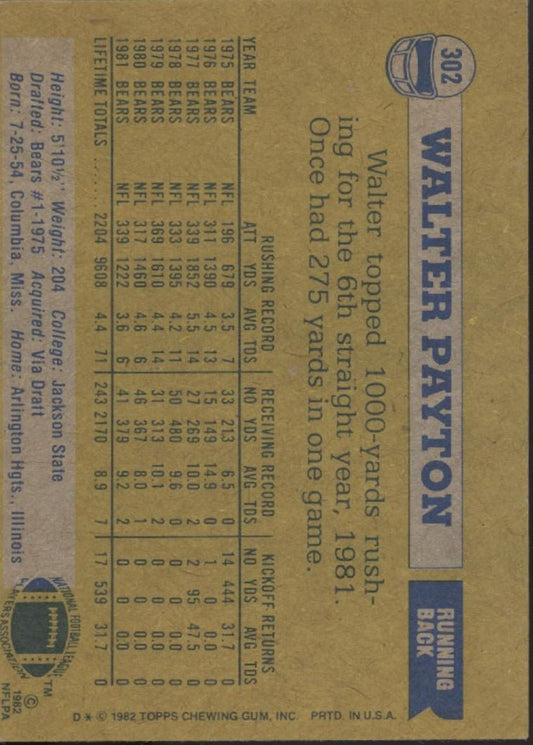 302 WALTER PAYTON RUNNING BACK
Walter topped 1000-yards rush-
ing for the 6th straight year, 1981.
Once had 275 yards in one game.
RUSHING RECORD RECEIVING RECORD KICKOFF RETURNS
YEAR TEAM ATT YDS AVG TDS NO YDS AVG TDS NO YDS AVG TDS
1975 BEARS NFL 196 679 3.5 7 33 213 6.5 0 14 444 31.7 0
1976 BEARS NFL 311 1390 4.5 13 15 149 14.9 0 1 0 0.0 0
1977 BEARS NFL 339 1852 5.5 14 27 269 10.0 2 2 95 47.5 0
1978 BEARS NFL 333 1395 4.2 11 50 480 9.6 0 0 0 0.0 0
1979 BEARS NFL 369 1610 4.4 14 31 313 10.1 2 0 0 0.0 0
1980 BEARS NFL 317 1460 4.6 6 46 367 8.0 1 0 0 0.0 0
1981 BEARS NFL 339 1222 3.6 6 41 379 9.2 2 0 0 0.0 0
LIFETIME TOTALS ...... 2204 9608 4.4 71 243 2170 8.9 7 17 539 31.7 0
Height: 5'10½" Weight: 204 College: Jackson State
Drafted: Bears #1-1975 Acquired: Via Draft
Born: 7-25-54, Columbia, Miss. Home: Arlington Hgts., Illinois
NATIONAL FOOTBALL LEAGUE
PLAYERS ASSOCIATION
TM
© 1982
NFLPA
D * © 1982 TOPPS CHEWING GUM, INC. PRTD. IN U.S.A.